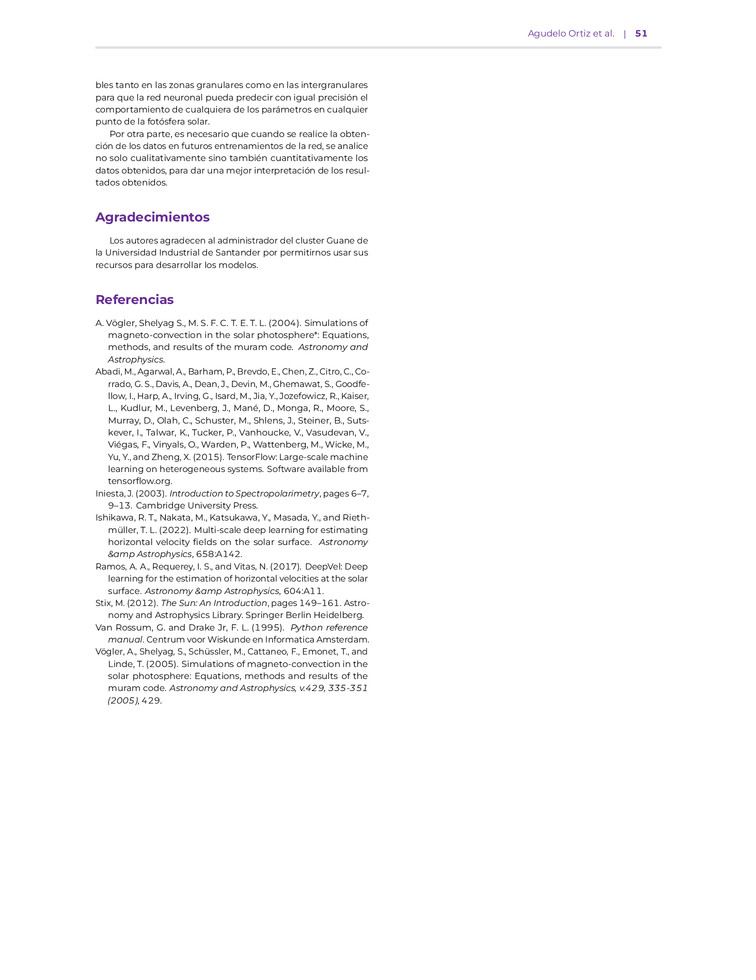 Agudelo Ortiz et al. | 51
bles tanto en las zonas granulares como en las intergranulares
para que la red neuronal pueda predecir con igual precisión el
comportamiento de cualquiera de los parámetros en cualquier
punto de la fotósfera solar.
Por otra parte, es necesario que cuando se realice la obten-
ción de los datos en futuros entrenamientos de la red, se analice
no solo cualitativamente sino también cuantitativamente los
datos obtenidos, para dar una mejor interpretación de los resul-
tados obtenidos.
Agradecimientos
Los autores agradecen al administrador del cluster Guane de
la Universidad Industrial de Santander por permitirnos usar sus
recursos para desarrollar los modelos.
Referencias
A. Vögler, Shelyag S., M. S. F. C. T. E. T. L. (2004). Simulations of
magneto-convection in the solar photosphere*: Equations,
methods, and results of the muram code. Astronomy and
Astrophysics.
Abadi, M., Agarwal, A., Barham, P., Brevdo, E., Chen, Z., Citro, C., Co-
rrado, G. S., Davis, A., Dean, J., Devin, M., Ghemawat, S., Goodfe-
llow, I., Harp, A., Irving, G., Isard, M., Jia, Y., Jozefowicz, R., Kaiser,
L., Kudlur, M., Levenberg, J., Mané, D., Monga, R., Moore, S.,
Murray, D., Olah, C., Schuster, M., Shlens, J., Steiner, B., Suts-
kever, I., Talwar, K., Tucker, P., Vanhoucke, V., Vasudevan, V.,
Viégas, F., Vinyals, O., Warden, P., Wattenberg, M., Wicke, M.,
Yu, Y., and Zheng, X. (2015). TensorFlow: Large-scale machine
learning on heterogeneous systems. Software available from
tensorflow.org.
Iniesta, J. (2003). Introduction to Spectropolarimetry, pages 6–7,
9–13. Cambridge University Press.
Ishikawa, R. T., Nakata, M., Katsukawa, Y., Masada, Y., and Rieth-
müller, T. L. (2022). Multi-scale deep learning for estimating
horizontal velocity fields on the solar surface. Astronomy
&amp Astrophysics, 658:A142.
Ramos, A. A., Requerey, I. S., and Vitas, N. (2017). DeepVel: Deep
learning for the estimation of horizontal velocities at the solar
surface. Astronomy &amp Astrophysics, 604:A11.
Stix, M. (2012). The Sun: An Introduction, pages 149–161. Astro-
nomy and Astrophysics Library. Springer Berlin Heidelberg.
Van Rossum, G. and Drake Jr, F. L. (1995). Python reference
manual. Centrum voor Wiskunde en Informatica Amsterdam.
Vögler, A., Shelyag, S., Schüssler, M., Cattaneo, F., Emonet, T., and
Linde, T. (2005). Simulations of magneto-convection in the
solar photosphere: Equations, methods and results of the
muram code. Astronomy and Astrophysics, v.429, 335-351
(2005), 429.